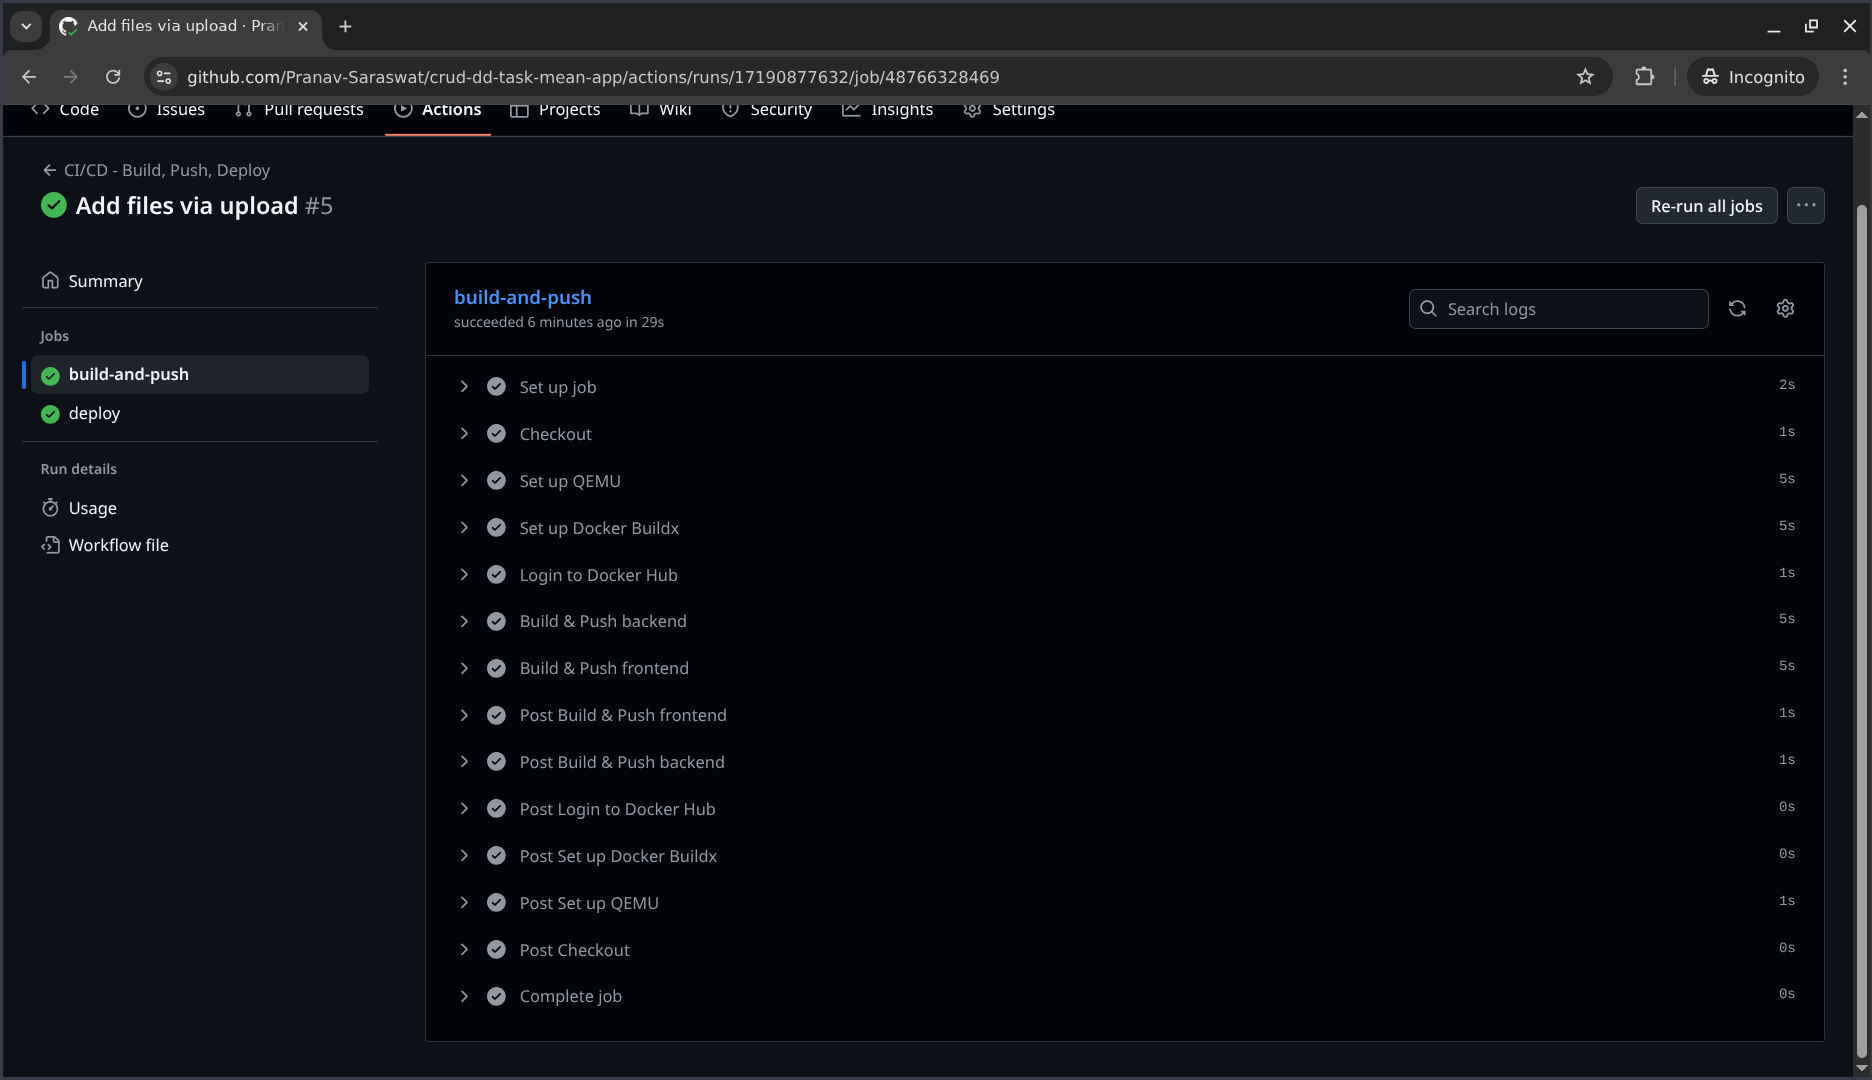 Add files via upload · Pran
github.com/Pranav-Saraswat/crud-dd-task-mean-app/actions/runs/17190877632/job/48766328469
Incognito
Code Issues Pull requests Actions Projects Wiki Security Insights Settings
CI/CD - Build, Push, Deploy
Add files via upload #5
Re-run all jobs
Summary
Jobs
build-and-push
deploy
Run details
Usage
Workflow file
build-and-push
succeeded 6 minutes ago in 29s
Search logs
Set up job 2s
Checkout 1s
Set up QEMU 5s
Set up Docker Buildx 5s
Login to Docker Hub 1s
Build & Push backend 5s
Build & Push frontend 5s
Post Build & Push frontend 1s
Post Build & Push backend 1s
Post Login to Docker Hub 0s
Post Set up Docker Buildx 0s
Post Set up QEMU 1s
Post Checkout 0s
Complete job 0s